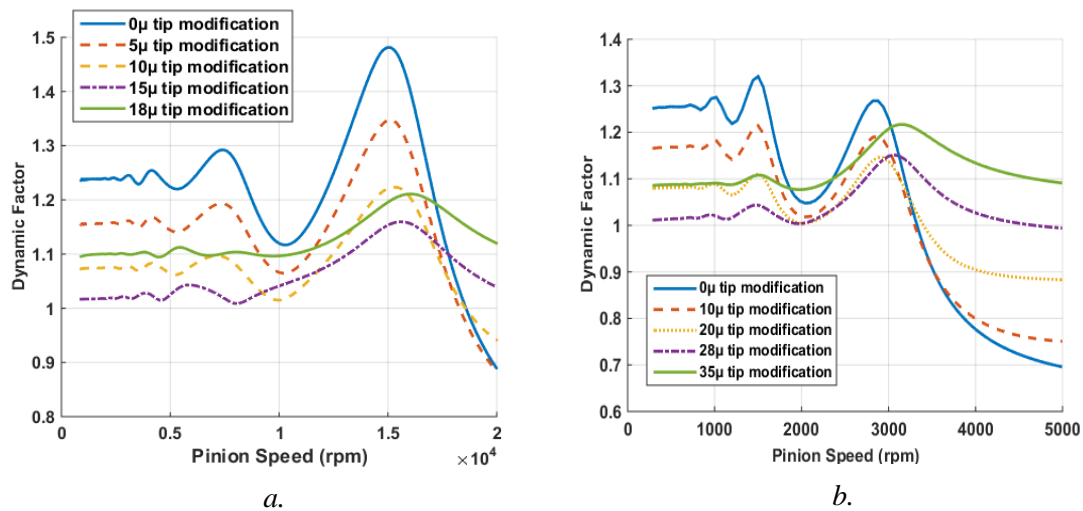 0µ tip modification
5µ tip modification
10µ tip modification
15µ tip modification
18µ tip modification
Dynamic Factor
1.5
1.4
1.3
1.2
1.1
1
0.9
0.8
0 0.5 1 1.5 2
Pinion Speed (rpm) ×10⁴
a.
Dynamic Factor
1.4
1.3
1.2
1.1
1
0.9
0.8
0.7
0.6
0µ tip modification
10µ tip modification
20µ tip modification
28µ tip modification
35µ tip modification
0 1000 2000 3000 4000 5000
Pinion Speed (rpm)
b.